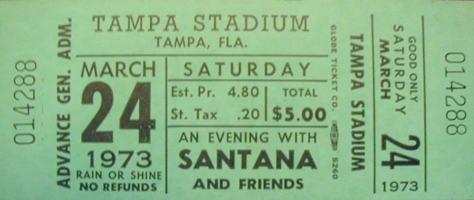 014288
ADVANCE GEN. ADM.
TAMPA STADIUM
TAMPA, FLA.
MARCH
24
1973
RAIN OR SHINE
NO REFUNDS
SATURDAY
Est. Pr. 4.80
St. Tax .20
TOTAL
$5.00
AN EVENING WITH
SANTANA
AND FRIENDS
GLOBE TICKET CO. 5260
TAMPA STADIUM
GOOD ONLY
SATURDAY
MARCH
24
1973
014288